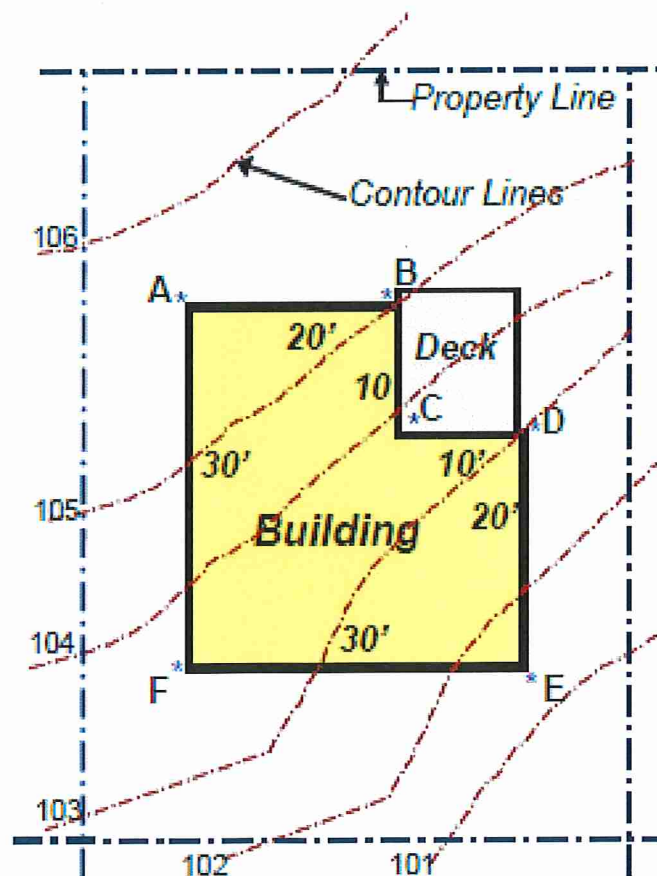 Property Line
Contour Lines
106
A*
*B
20'
Deck
10
*C
*D
30'
10'
105
20'
Building
104
30'
F*
*E
103
102
101